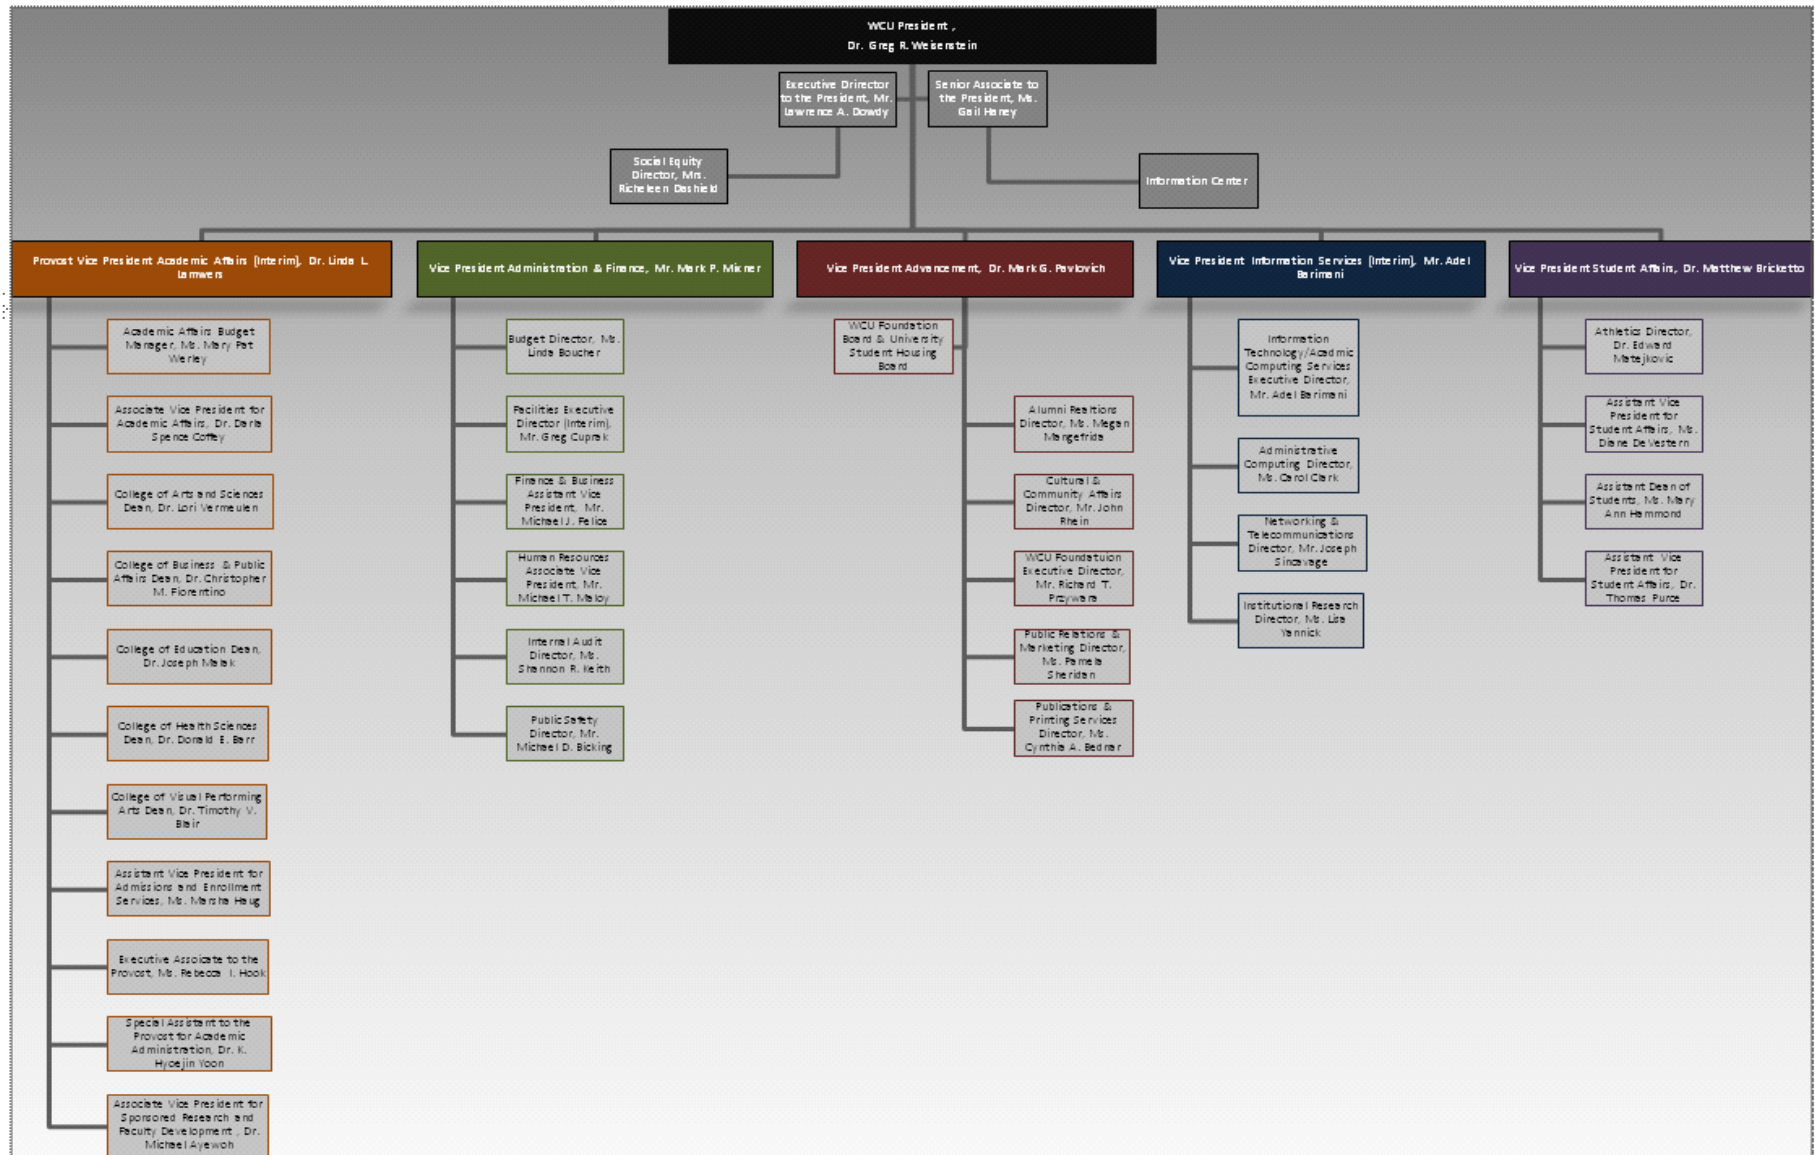 WCU President ,
Dr. Greg R. Weisenstein
Executive Drirector
to the President, Mr.
Lawrence A. Dowdy
Senior Associate to
the President, Ms.
Gail Haney
Social Equity
Director, Mrs.
Richeleen Dashield
Information Center
Provost Vice President Academic Affairs (Interim), Dr. Linda L.
Lamwers
Vice President Administration & Finance, Mr. Mark P. Mixner
Vice President Advancement, Dr. Mark G. Pavlovich
Vice President Information Services (Interim), Mr. Adel
Barimani
Vice President Student Affairs, Dr. Matthew Bricketto
Academic Affairs Budget
Manager, Ms. Mary Pat
Werley
Associate Vice President for
Academic Affairs, Dr. Darla
Spence Coffey
College of Arts and Sciences
Dean, Dr. Lori Vermeulen
College of Business & Public
Affairs Dean, Dr. Christopher
M. Fiorentino
College of Education Dean,
Dr. Joseph Malak
College of Health Sciences
Dean, Dr. Donald E. Barr
College of Visual Performing
Arts Dean, Dr. Timothy V.
Blair
Assistant Vice President for
Admissions and Enrollment
Services, Ms. Marsha Haug
Executive Assoicate to the
Provost, Ms. Rebecca I. Hook
Special Assistant to the
Provost for Academic
Administration, Dr. K.
Hyoejin Yoon
Associate Vice President for
Sponsored Research and
Faculty Development , Dr.
Michael Ayewoh
Budget Director, Ms.
Linda Boucher
Facilities Executive
Director (Interim),
Mr. Greg Cuprak
Finance & Business
Assistant Vice
President, Mr.
Michael J. Felice
Human Resources
Associate Vice
President, Mr.
Michael T. Maloy
Internal Audit
Director, Ms.
Shannon R. Keith
Public Safety
Director, Mr.
Michael D. Bicking
WCU Foundation
Board & University
Student Housing
Board
Alumni Realtions
Director, Ms. Megan
Mangefrida
Cultural &
Community Affairs
Director, Mr. John
Rhein
WCU Foundatuion
Executive Director,
Mr. Richard T.
Przywara
Public Relations &
Marketing Director,
Ms. Pamela
Sheridan
Publications &
Printing Services
Director, Ms.
Cynthia A. Bednar
Information
Technology/Acadmic
Computing Services
Executive Director,
Mr. Adel Barimani
Administrative
Computing Director,
Ms. Carol Clark
Networking &
Telecommunications
Director, Mr. Joseph
Sincavage
Institutional Research
Director, Ms. Lisa
Yannick
Athletics Director,
Dr. Edward
Matejkovic
Assistant Vice
President for
Student Affairs, Ms.
Diane DeVestern
Assistant Dean of
Students, Ms. Mary
Ann Hammond
Assistant Vice
President for
Student Affairs, Dr.
Thomas Purce